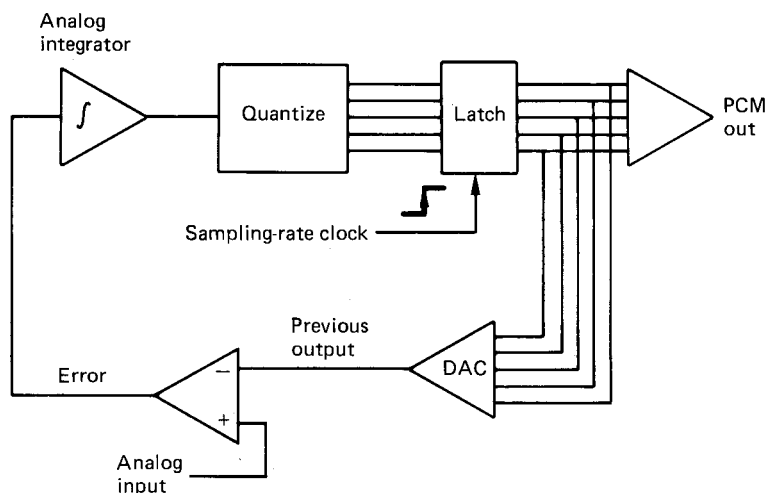 Analog
integrator
∫
Quantize
Latch
PCM
out
Sampling-rate clock
Previous
output
DAC
Error
−
+
Analog
input